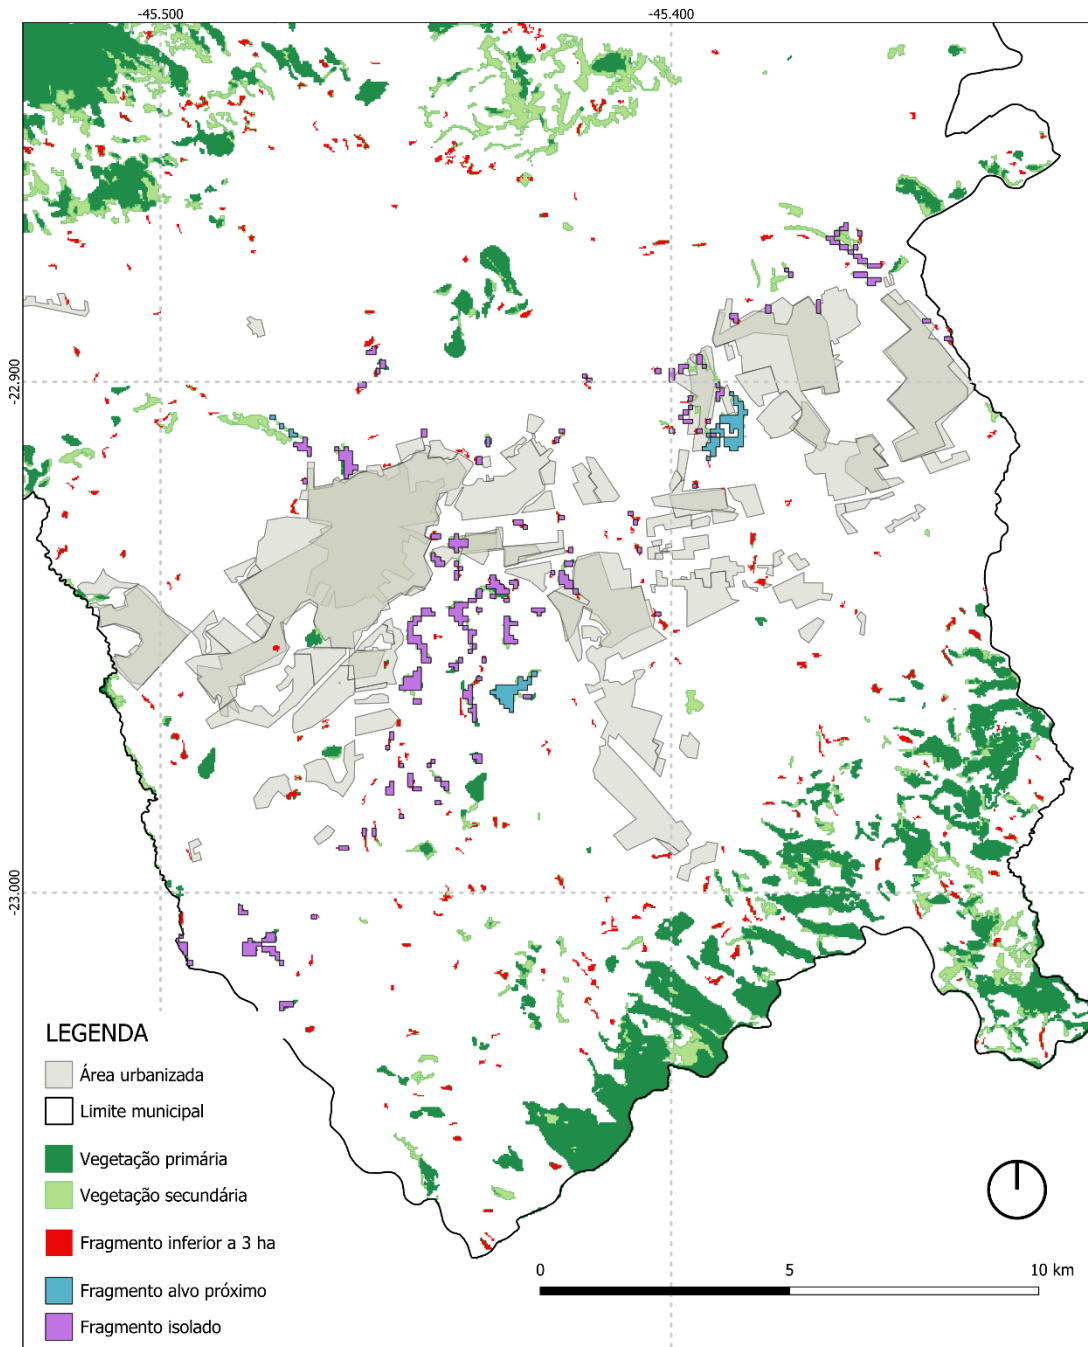 -45.500
-45.400
-22.900
-23.000
LEGENDA
Área urbanizada
Limite municipal
Vegetação primária
Vegetação secundária
Fragmento inferior a 3 ha
Fragmento alvo próximo
Fragmento isolado
0
5
10 km